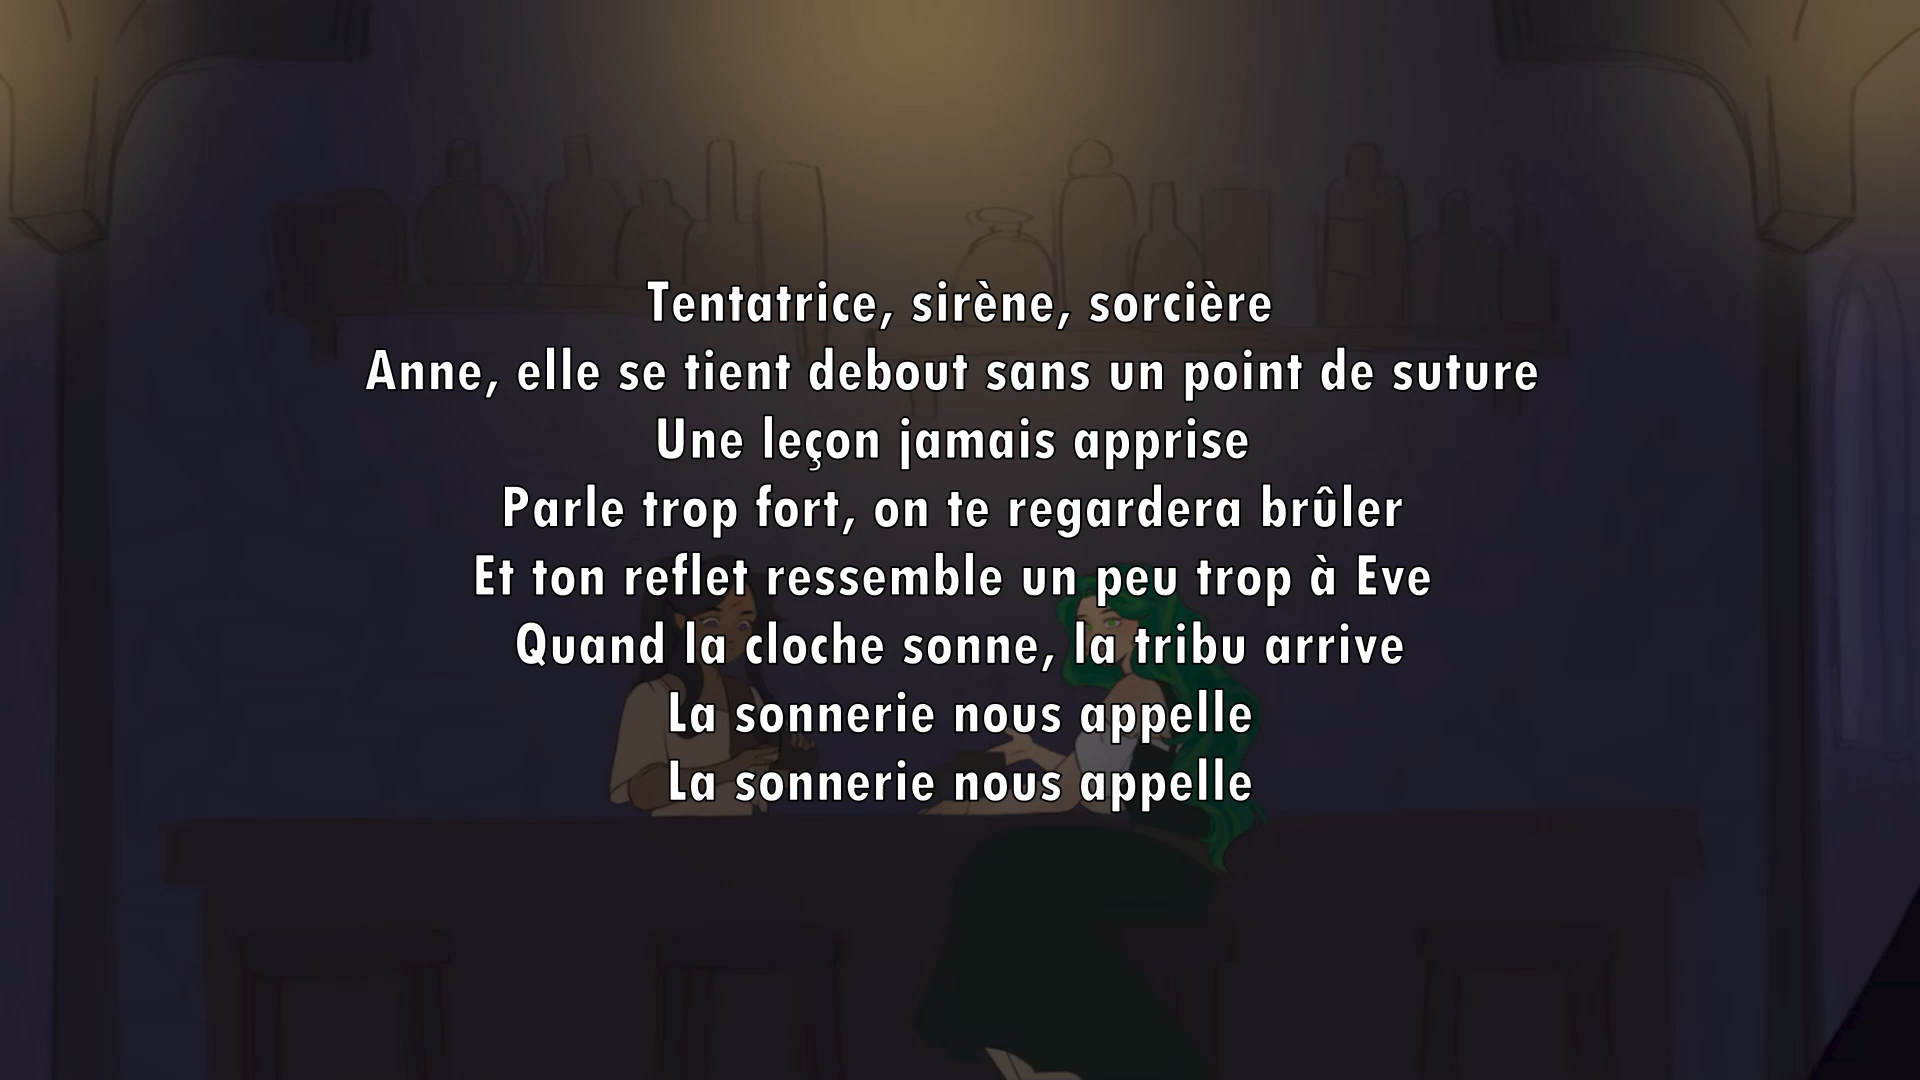 Tentatrice, sirène, sorcière
Anne, elle se tient debout sans un point de suture
Une leçon jamais apprise
Parle trop fort, on te regardera brûler
Et ton reflet ressemble un peu trop à Eve
Quand la cloche sonne, la tribu arrive
La sonnerie nous appelle
La sonnerie nous appelle